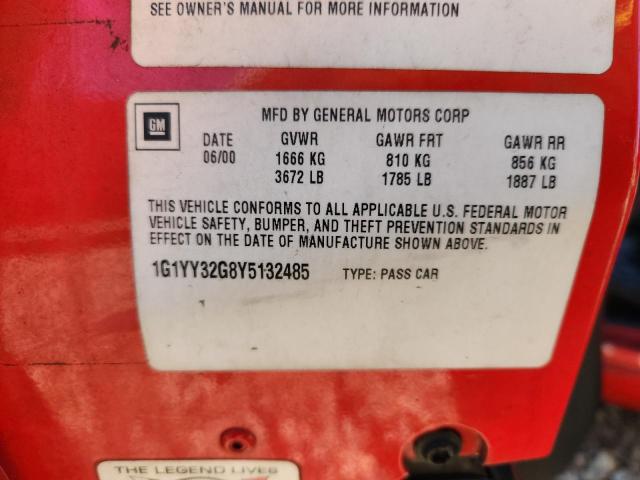 SEE OWNER'S MANUAL FOR MORE INFORMATION
GM
MFD BY GENERAL MOTORS CORP
DATE GVWR GAWR FRT GAWR RR
06/00 1666 KG 810 KG 856 KG
3672 LB 1785 LB 1887 LB
THIS VEHICLE CONFORMS TO ALL APPLICABLE U.S. FEDERAL MOTOR
VEHICLE SAFETY, BUMPER, AND THEFT PREVENTION STANDARDS IN
EFFECT ON THE DATE OF MANUFACTURE SHOWN ABOVE.
1G1YY32G8Y5132485 TYPE: PASS CAR
THE LEGEND LIVES